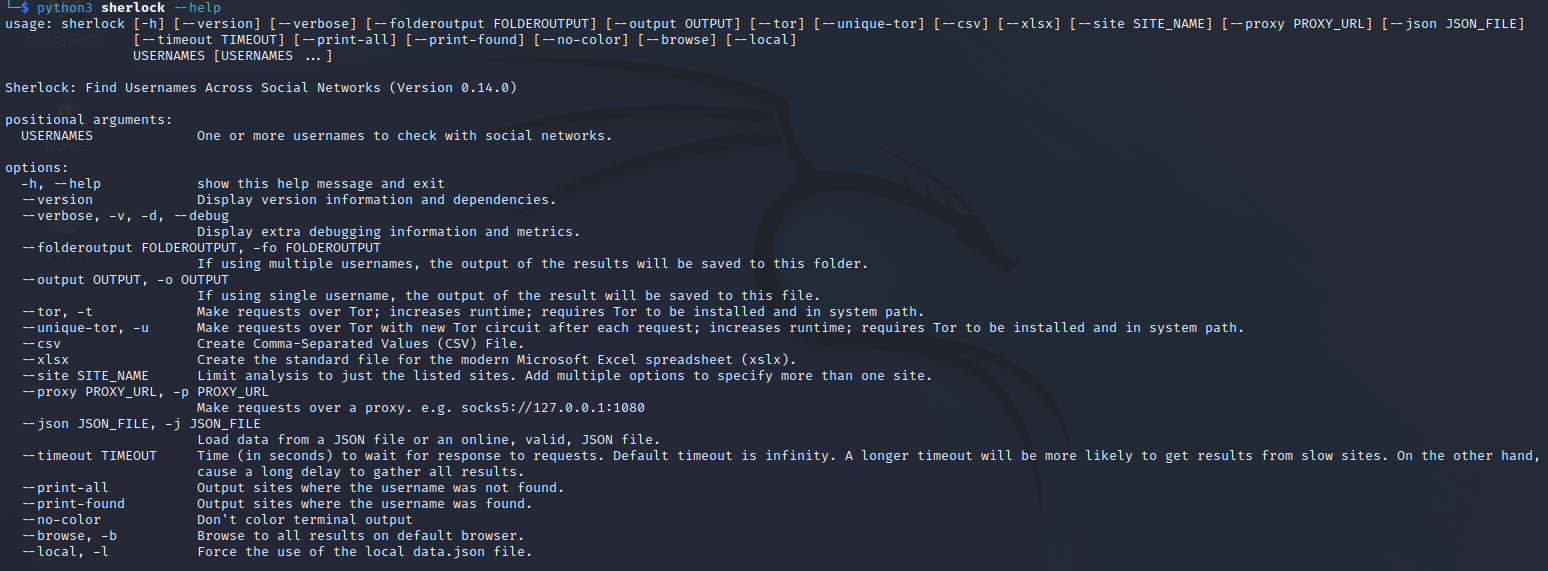 └─$ python3 sherlock --help
usage: sherlock [-h] [--version] [--verbose] [--folderoutput FOLDEROUTPUT] [--output OUTPUT] [--tor] [--unique-tor] [--csv] [--xlsx] [--site SITE_NAME] [--proxy PROXY_URL] [--json JSON_FILE]
[--timeout TIMEOUT] [--print-all] [--print-found] [--no-color] [--browse] [--local]
USERNAMES [USERNAMES ...]
Sherlock: Find Usernames Across Social Networks (Version 0.14.0)
positional arguments:
USERNAMES One or more usernames to check with social networks.
options:
-h, --help show this help message and exit
--version Display version information and dependencies.
--verbose, -v, -d, --debug
Display extra debugging information and metrics.
--folderoutput FOLDEROUTPUT, -fo FOLDEROUTPUT
If using multiple usernames, the output of the results will be saved to this folder.
--output OUTPUT, -o OUTPUT
If using single username, the output of the result will be saved to this file.
--tor, -t Make requests over Tor; increases runtime; requires Tor to be installed and in system path.
--unique-tor, -u Make requests over Tor with new Tor circuit after each request; increases runtime; requires Tor to be installed and in system path.
--csv Create Comma-Separated Values (CSV) File.
--xlsx Create the standard file for the modern Microsoft Excel spreadsheet (xslx).
--site SITE_NAME Limit analysis to just the listed sites. Add multiple options to specify more than one site.
--proxy PROXY_URL, -p PROXY_URL
Make requests over a proxy. e.g. socks5://127.0.0.1:1080
--json JSON_FILE, -j JSON_FILE
Load data from a JSON file or an online, valid, JSON file.
--timeout TIMEOUT Time (in seconds) to wait for response to requests. Default timeout is infinity. A longer timeout will be more likely to get results from slow sites. On the other hand,
cause a long delay to gather all results.
--print-all Output sites where the username was not found.
--print-found Output sites where the username was found.
--no-color Don't color terminal output
--browse, -b Browse to all results on default browser.
--local, -l Force the use of the local data.json file.